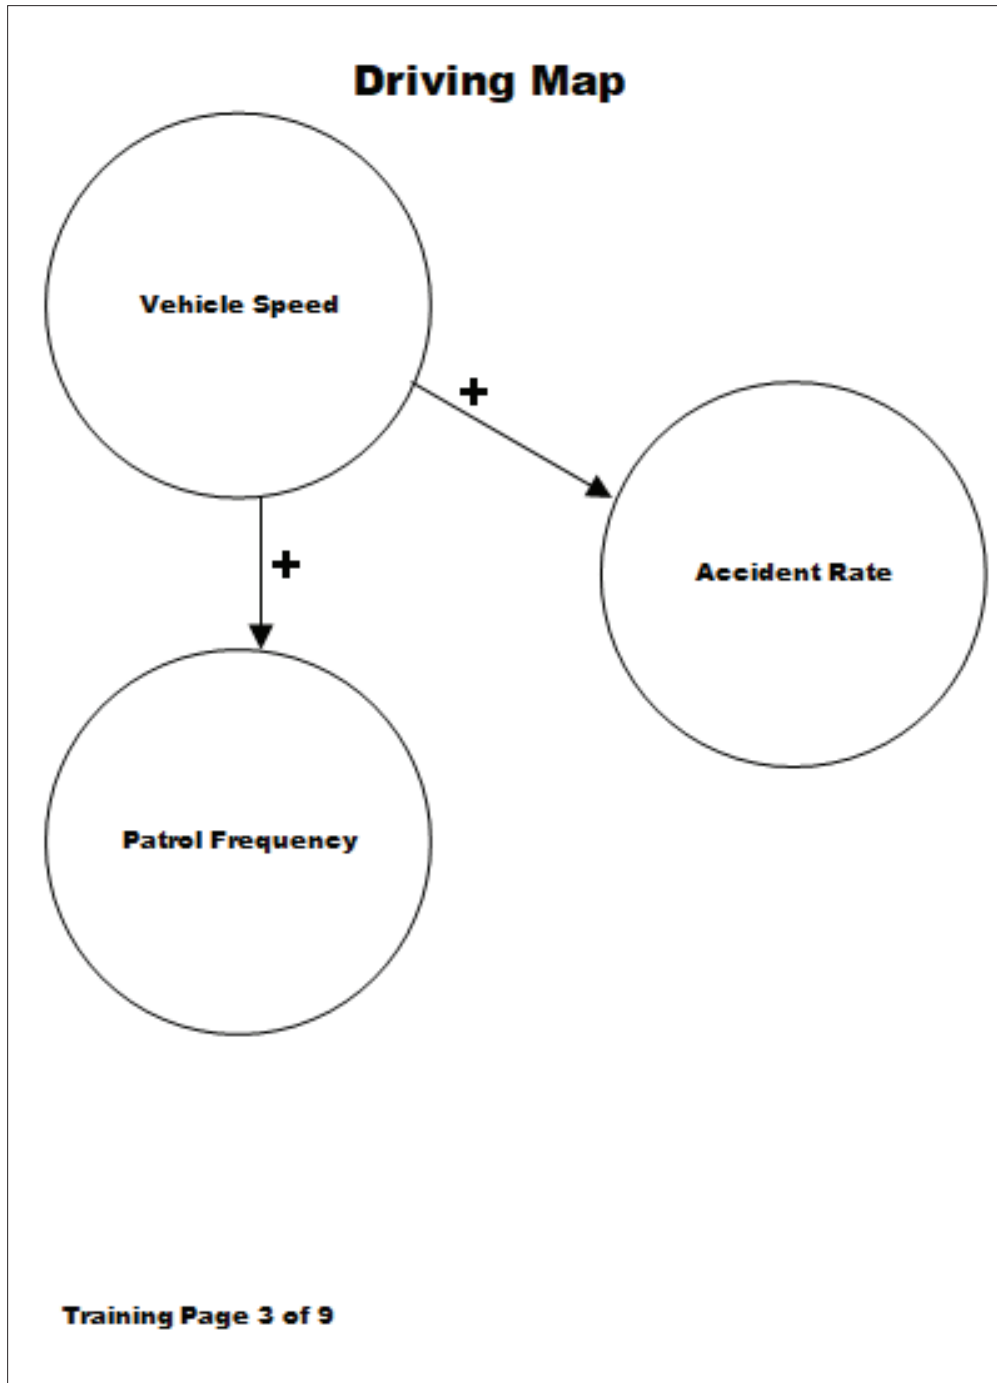 Driving Map
Vehicle Speed
+
Accident Rate
+
Patrol Frequency
Training Page 3 of 9